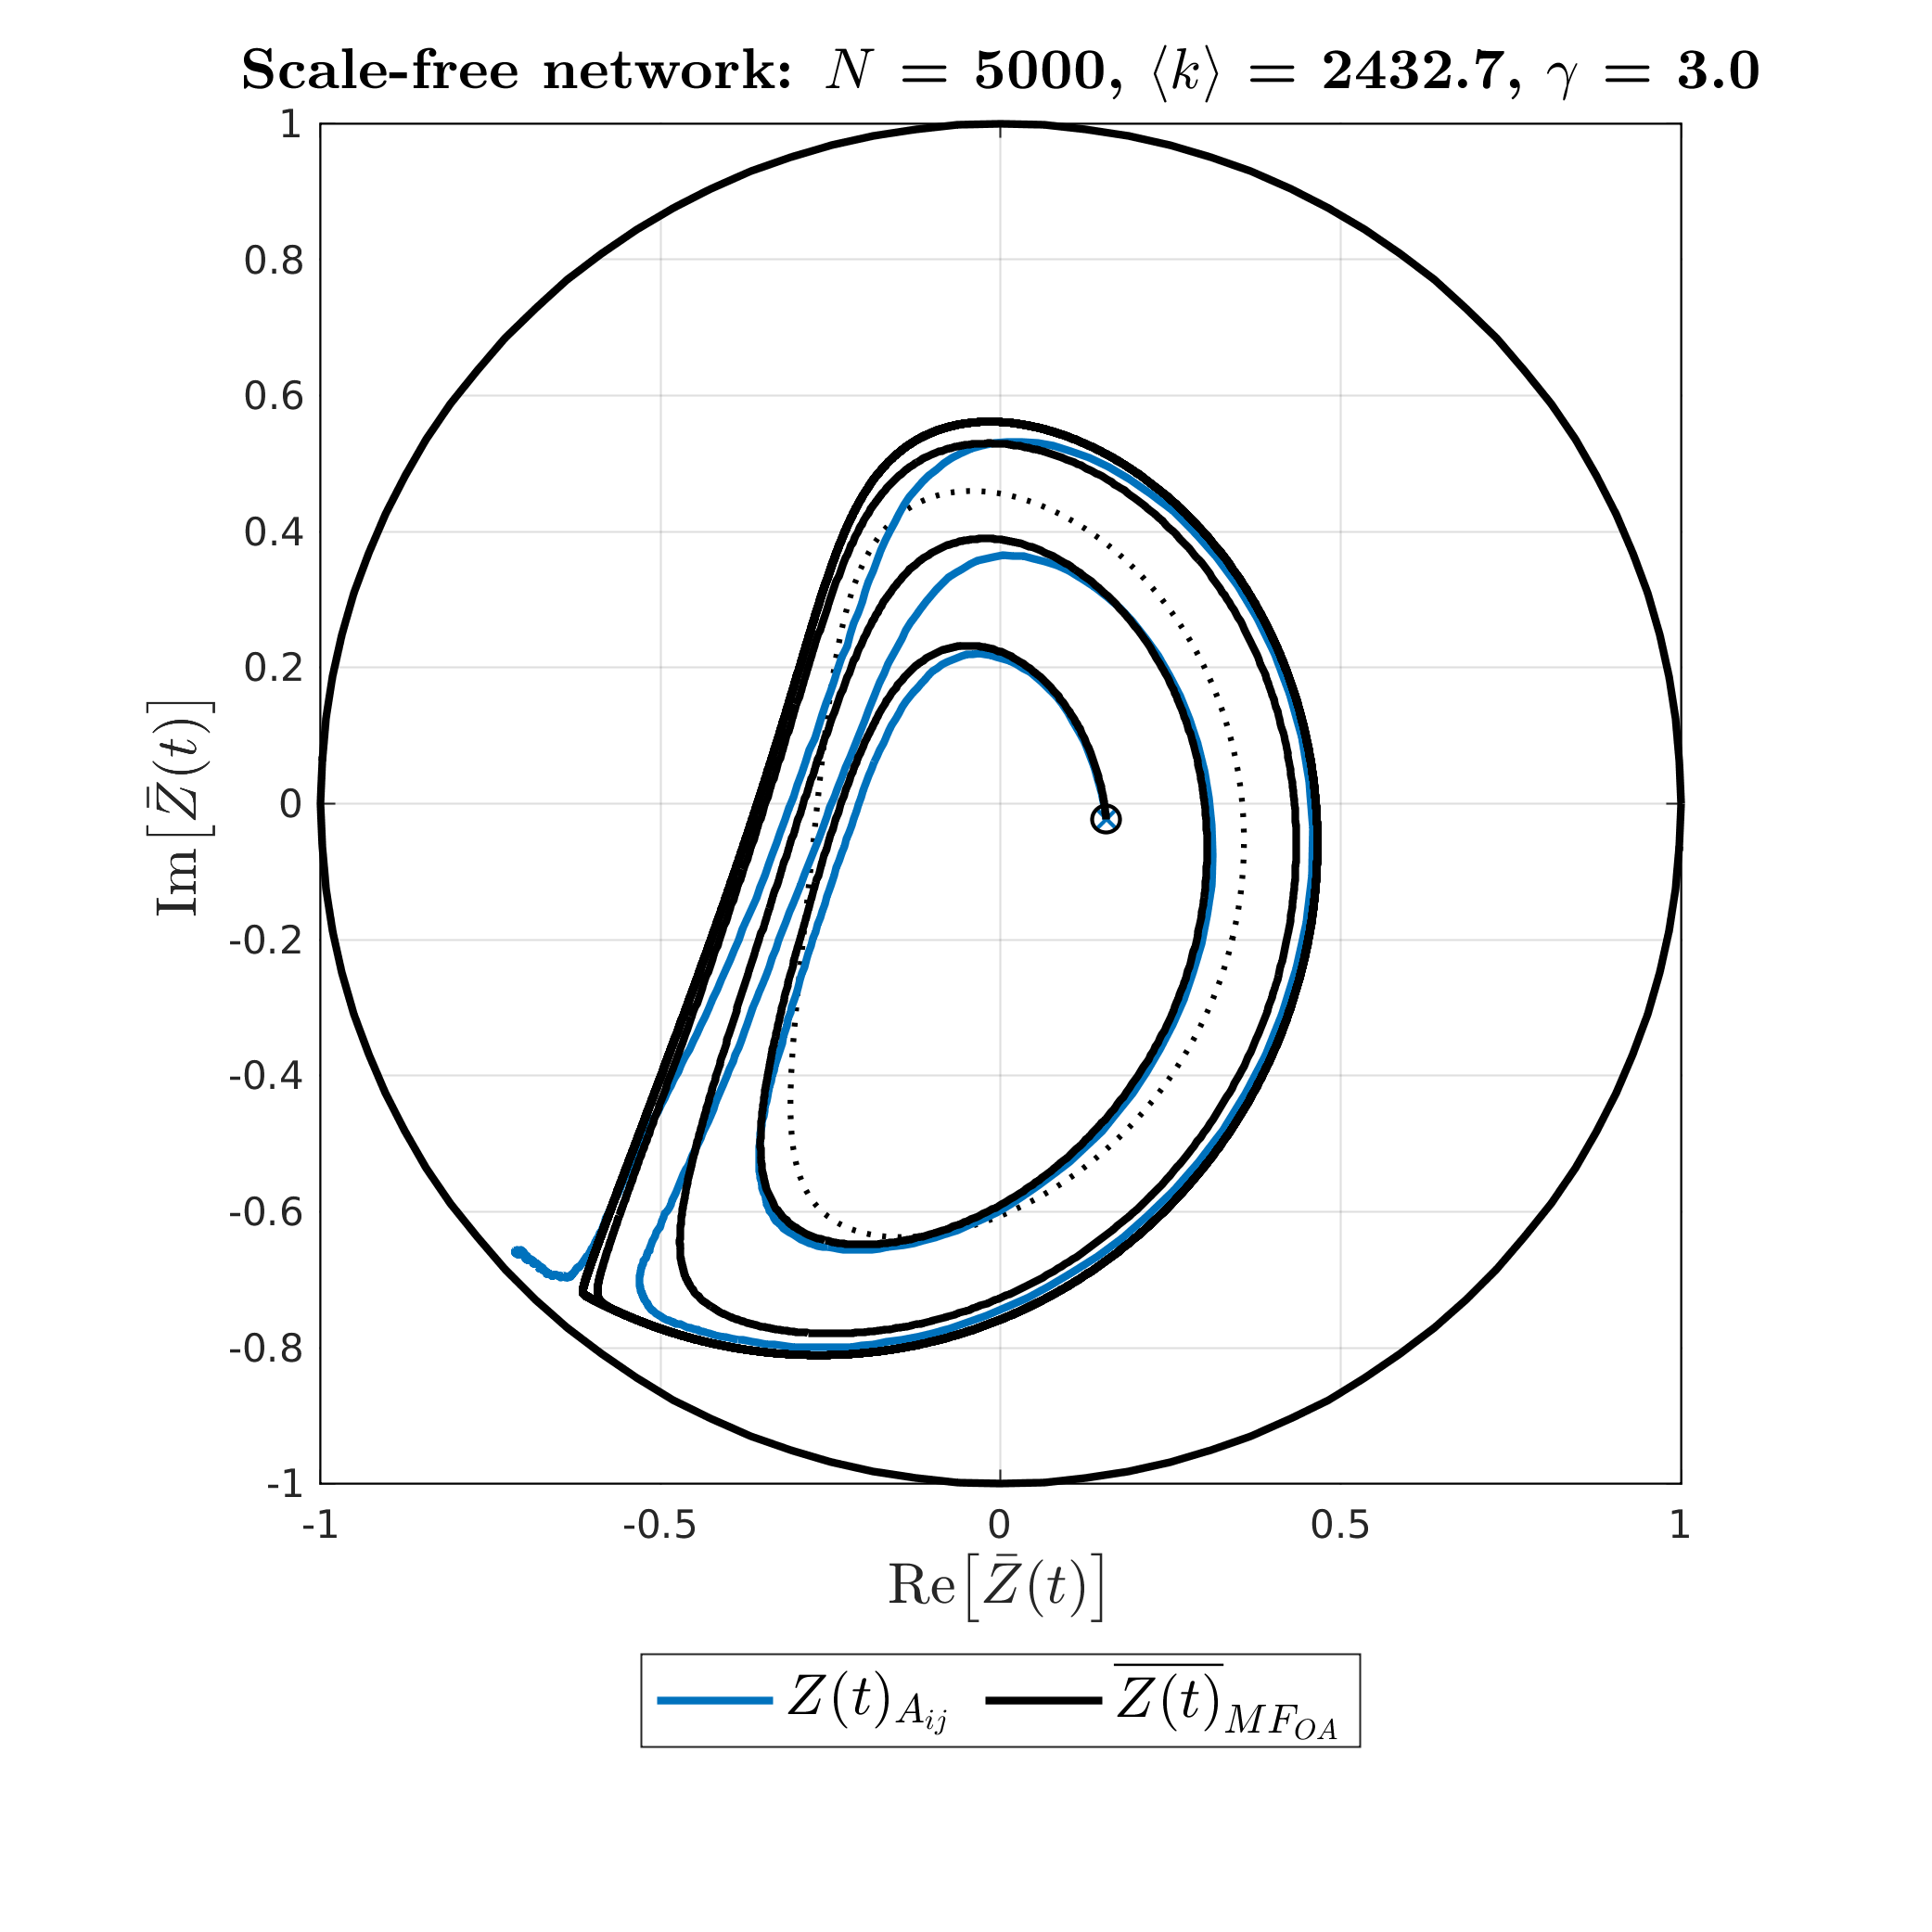 Scale-free network: N = 5000, ⟨k⟩ = 2432.7, γ = 3.0
1
0.8
0.6
0.4
0.2
0
-0.2
-0.4
-0.6
-0.8
-1
Im[Z̄(t)]
-1 -0.5 0 0.5 1
Re[Z̄(t)]
Z(t)_{A_{ij}} \overline{Z(t)}_{MF_{OA}}